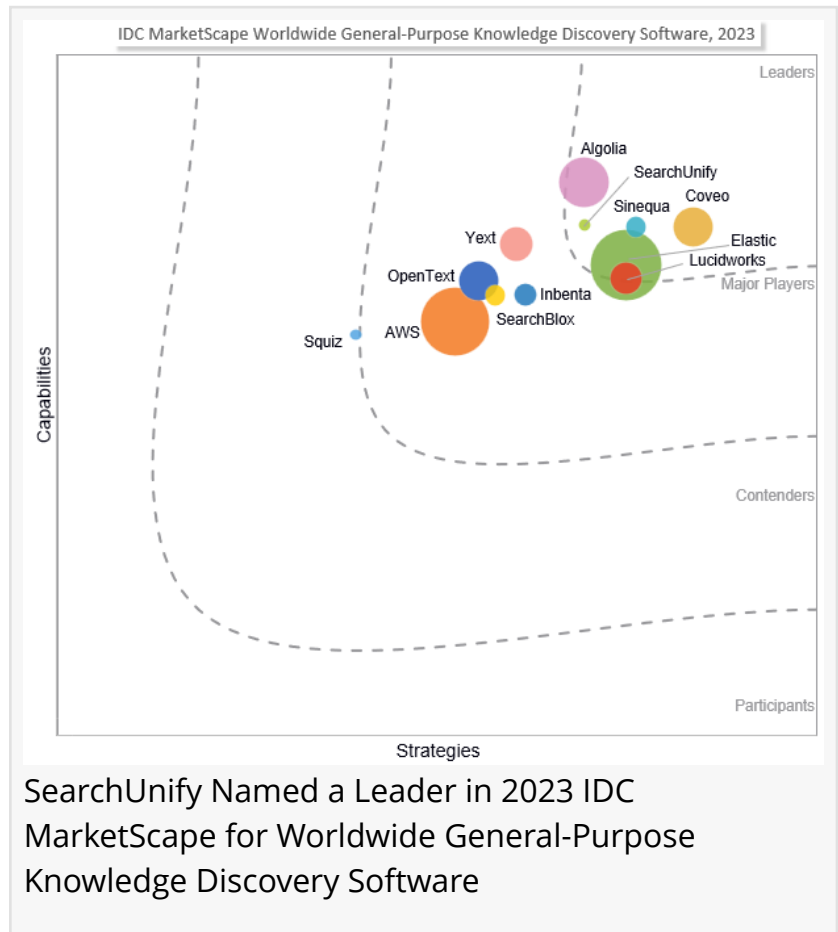 IDC MarketScape Worldwide General-Purpose Knowledge Discovery Software, 2023
Leaders
Algolia
SearchUnify
Coveo
Sinequa
Yext
Elastic
Lucidworks
OpenText
Major Players
Inbenta
SearchBlox
AWS
Squiz
Capabilities
Contenders
Participants
Strategies
SearchUnify Named a Leader in 2023 IDC
MarketScape for Worldwide General-Purpose
Knowledge Discovery Software